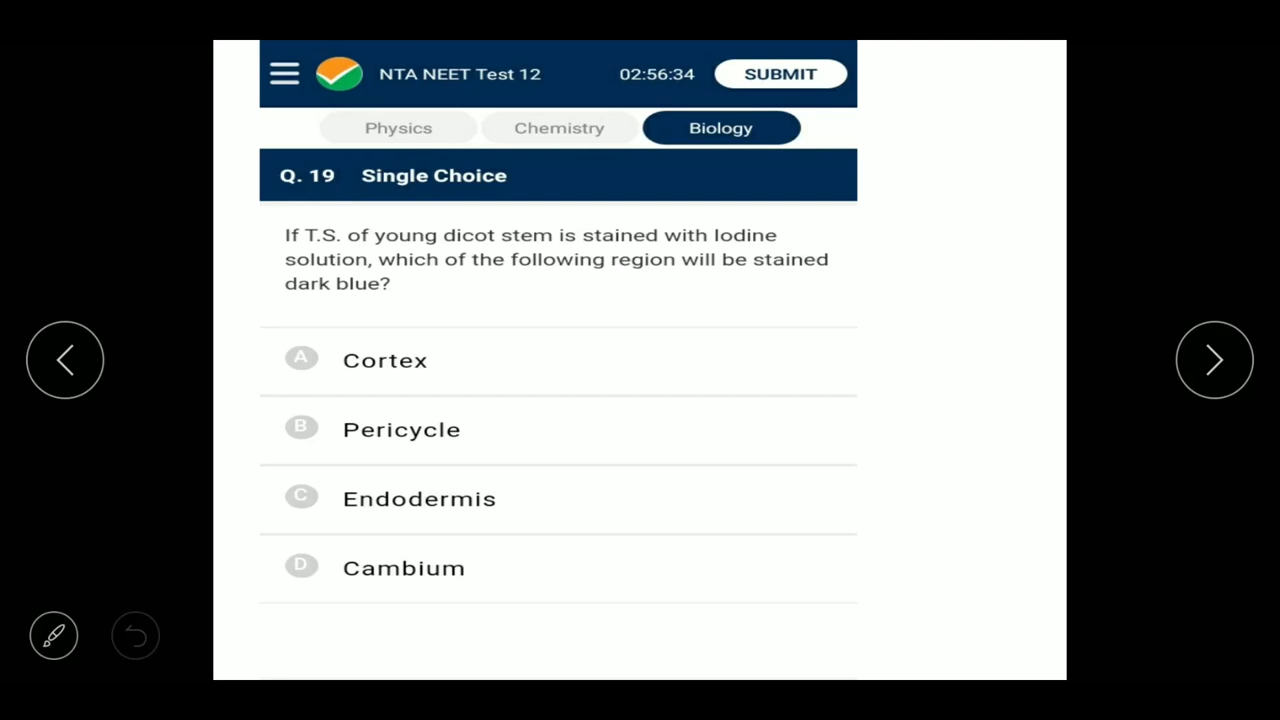 NTA NEET Test 12 02:56:34 SUBMIT
Physics Chemistry Biology
Q. 19 Single Choice
If T.S. of young dicot stem is stained with Iodine
solution, which of the following region will be stained
dark blue?
A Cortex
B Pericycle
C Endodermis
D Cambium